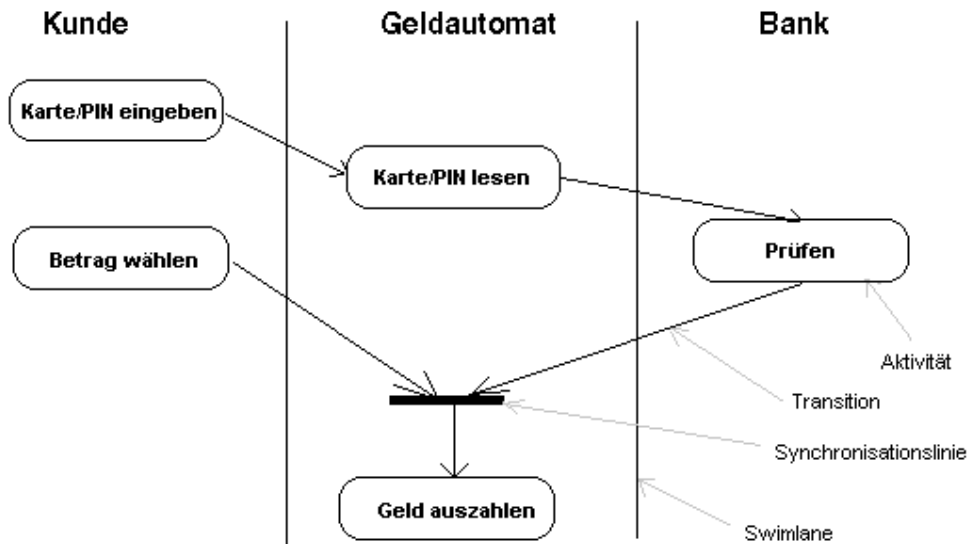 Kunde
Geldautomat
Bank
Karte/PIN eingeben
Karte/PIN lesen
Betrag wählen
Prüfen
Aktivität
Transition
Synchronisationslinie
Geld auszahlen
Swimlane